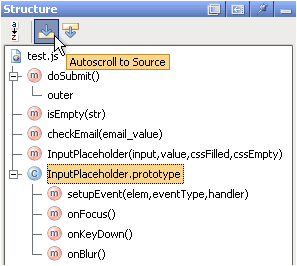 Structure
a
z
Autoscroll to Source
test.js
m doSubmit()
outer
m isEmpty(str)
m checkEmail(email_value)
m InputPlaceholder(input,value,cssFilled,cssEmpty)
C InputPlaceholder.prototype
m setupEvent(elem,eventType,handler)
m onFocus()
m onKeyDown()
m onBlur()